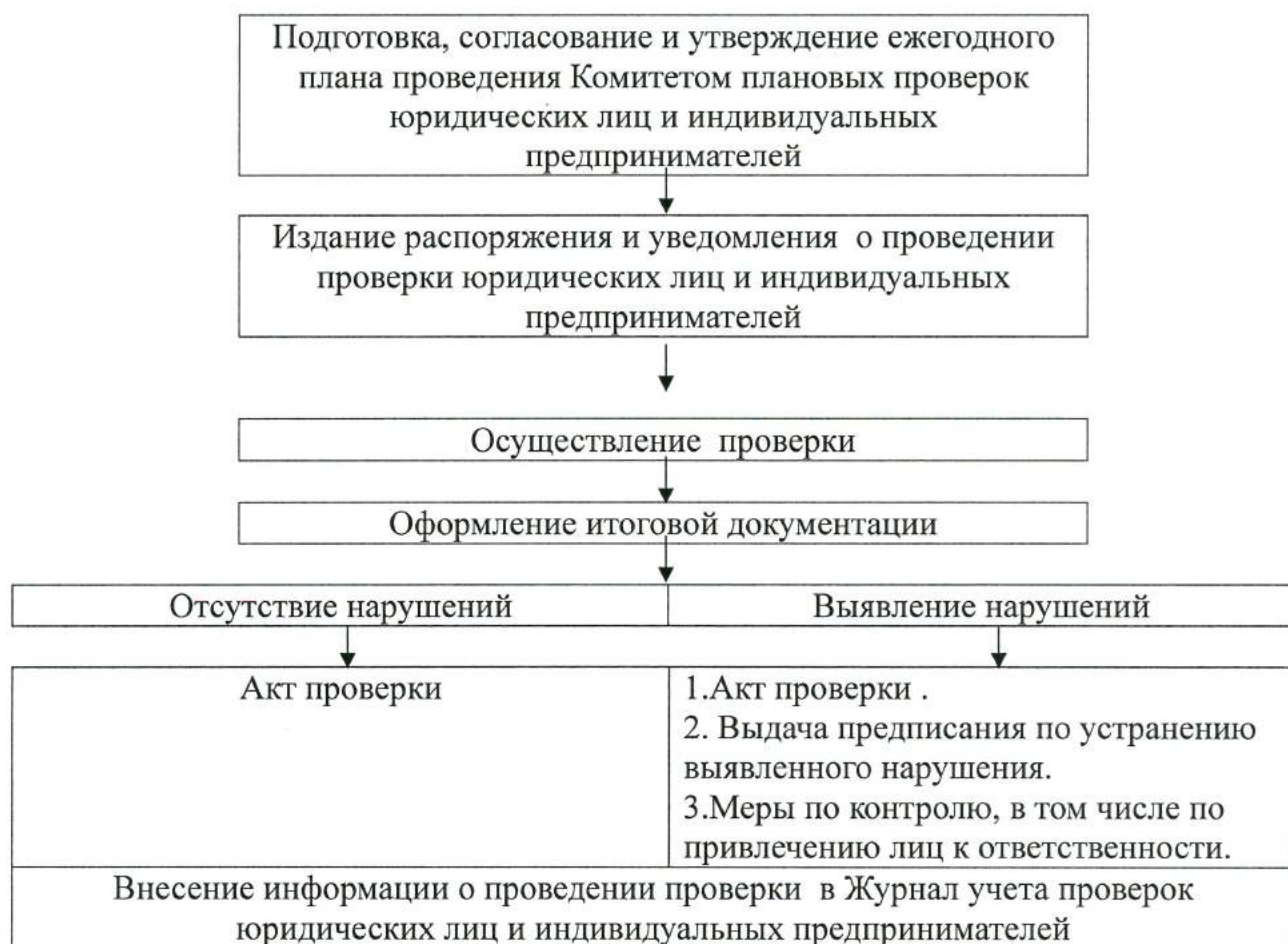 Подготовка, согласование и утверждение ежегодного
плана проведения Комитетом плановых проверок
юридических лиц и индивидуальных
предпринимателей
Издание распоряжения и уведомления о проведении
проверки юридических лиц и индивидуальных
предпринимателей
Осуществление проверки
Оформление итоговой документации
Отсутствие нарушений
Выявление нарушений
Акт проверки
1.Акт проверки .
2. Выдача предписания по устранению
выявленного нарушения.
3.Меры по контролю, в том числе по
привлечению лиц к ответственности.
Внесение информации о проведении проверки в Журнал учета проверок
юридических лиц и индивидуальных предпринимателей